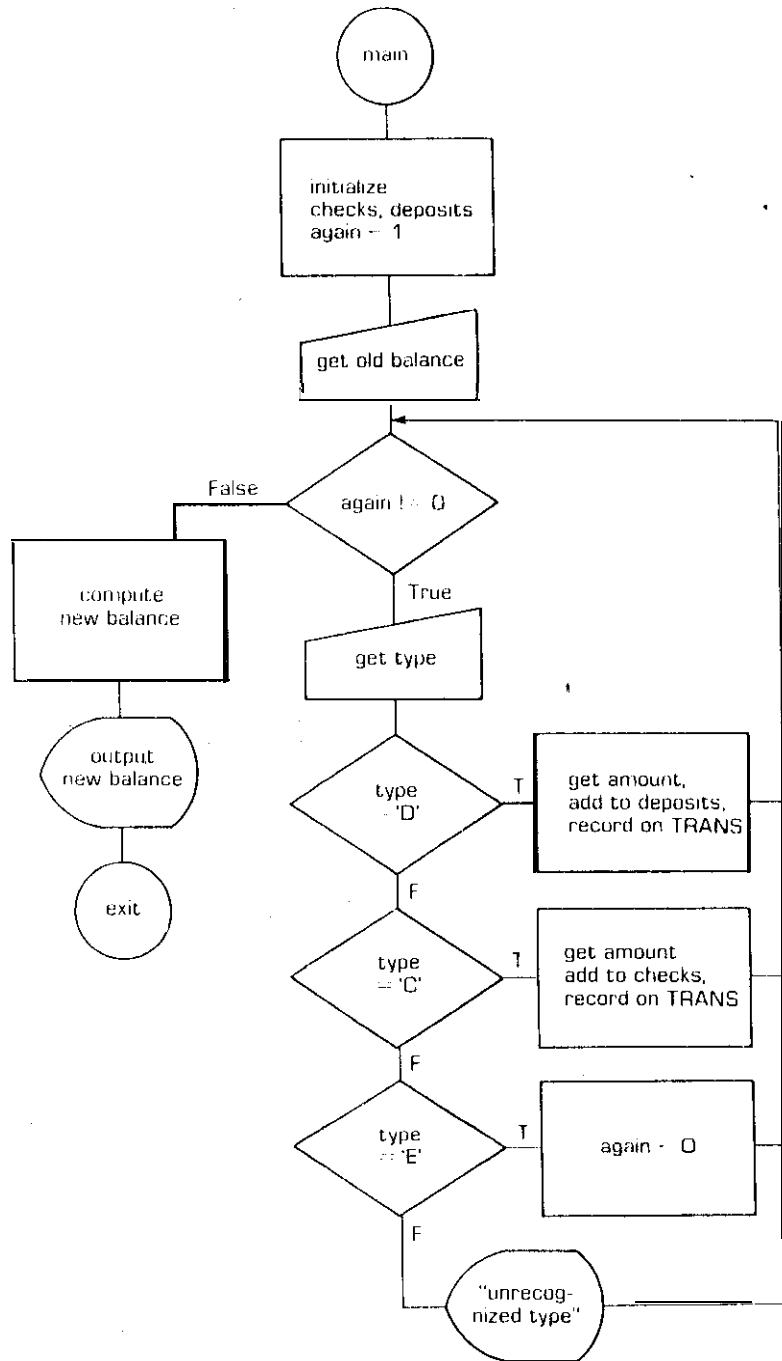 main
initialize
checks, deposits
again = 1
get old balance
again != 0
False
True
compute
new balance
output
new balance
exit
get type
type
='D'
T
get amount,
add to deposits,
record on TRANS
F
type
='C'
T
get amount
add to checks,
record on TRANS
F
type
='E'
T
again = 0
F
"unrecog-
nized type"